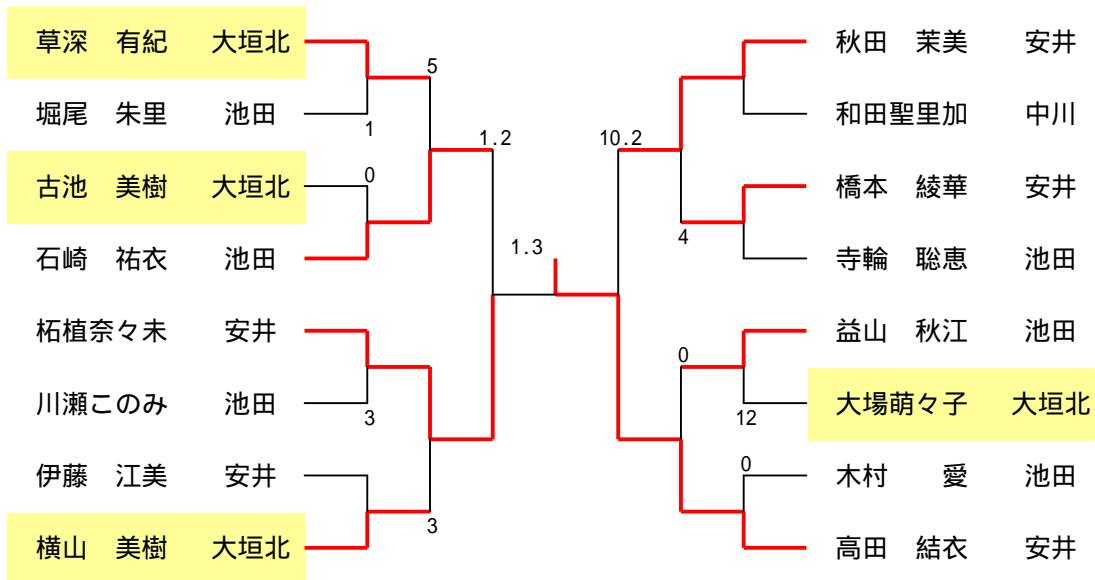 草深　有紀　大垣北
堀尾　朱里　池田
古池　美樹　大垣北
石崎　祐衣　池田
柘植奈々未　安井
川瀬このみ　池田
伊藤　江美　安井
横山　美樹　大垣北
5
1
0
3
3
1.2
1.3
10.2
4
0
12
0
秋田　茉美　安井
和田聖里加　中川
橋本　綾華　安井
寺輪　聡恵　池田
益山　秋江　池田
大場萌々子　大垣北
木村　愛　池田
高田　結衣　安井